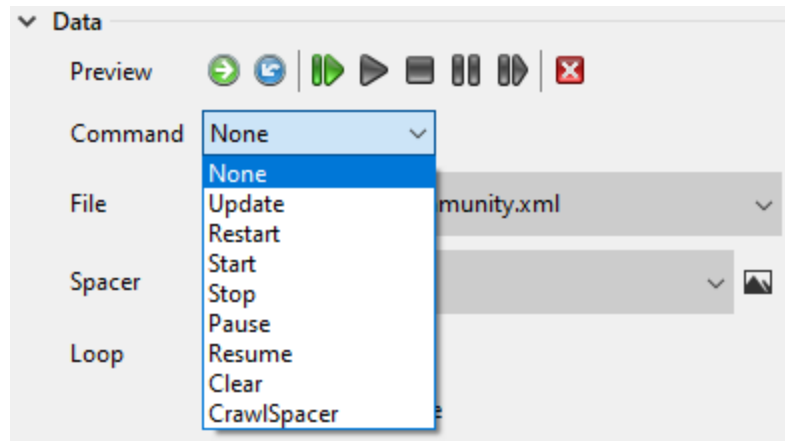 Data
Preview
Command None
None
Update
Restart
Start
Stop
Pause
Resume
Clear
CrawlSpacer
File munity.xml
Spacer
Loop